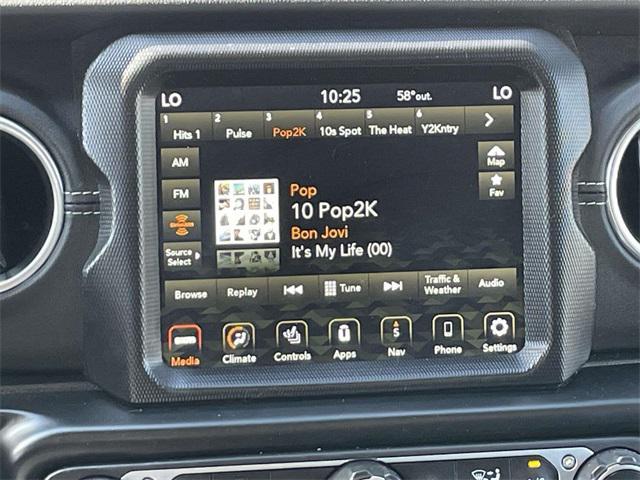 LO 10:25 58°out. LO
1 2 3 4 5 6
Hits 1 Pulse Pop2K 10s Spot The Heat Y2Kntry
AM
Map
FM
Fav
SiriusXM
Pop
10 Pop2K
Bon Jovi
It's My Life (00)
Source
Select
Browse Replay Tune Traffic &
Weather Audio
S
Media Climate Controls Apps Nav Phone Settings